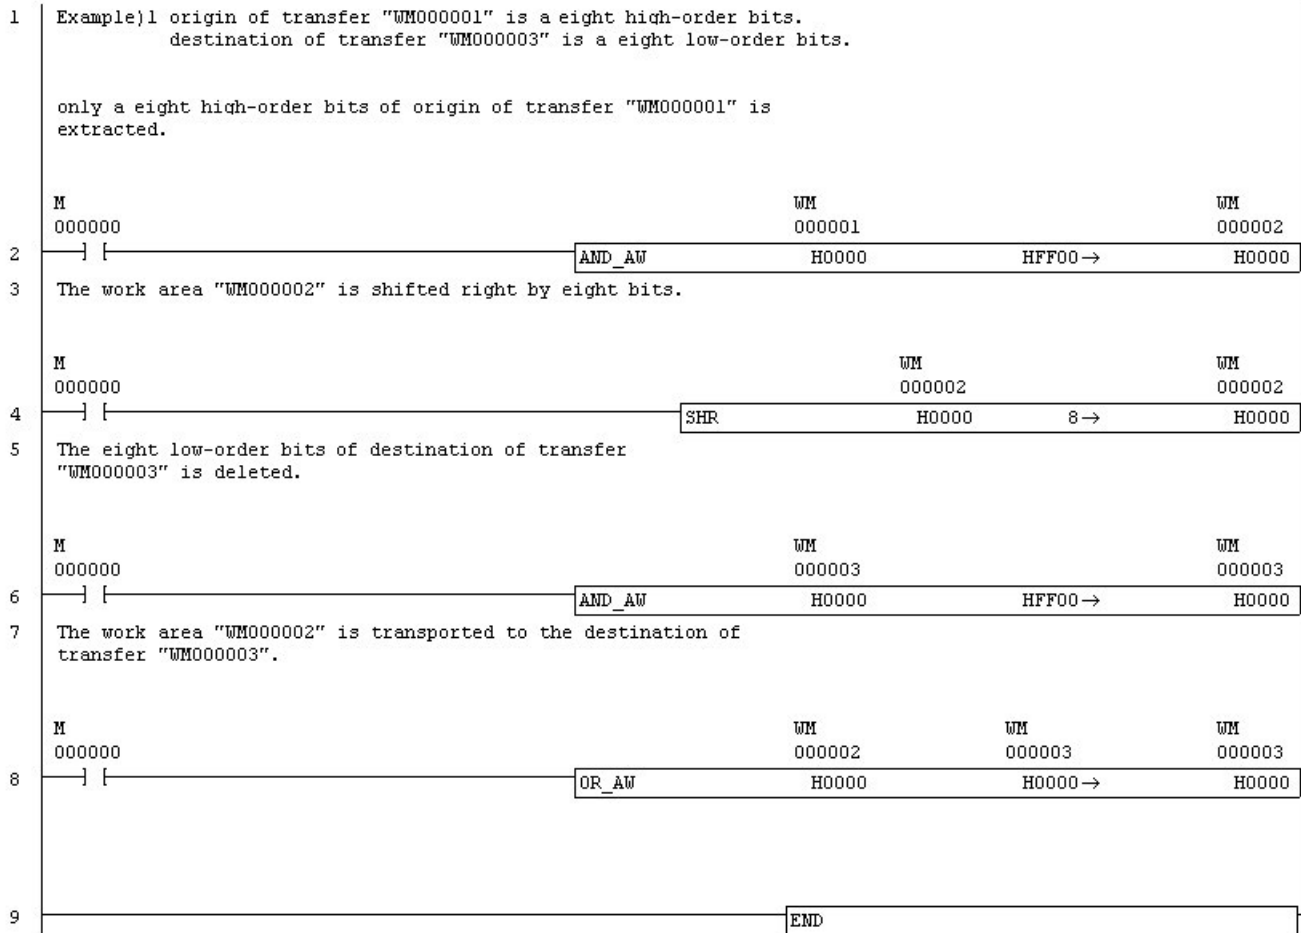 1 Example)1 origin of transfer "WM000001" is a eight high-order bits.
destination of transfer "WM000003" is a eight low-order bits.
only a eight high-order bits of origin of transfer "WM000001" is
extracted.
M WM WM
000000 000001 000002
2 AND_AW H0000 HFF00→ H0000
3 The work area "WM000002" is shifted right by eight bits.
M WM WM
000000 000002 000002
4 SHR H0000 8→ H0000
5 The eight low-order bits of destination of transfer
"WM000003" is deleted.
M WM WM
000000 000003 000003
6 AND_AW H0000 HFF00→ H0000
7 The work area "WM000002" is transported to the destination of
transfer "WM000003".
M WM WM WM
000000 000002 000003 000003
8 OR_AW H0000 H0000→ H0000
9 END